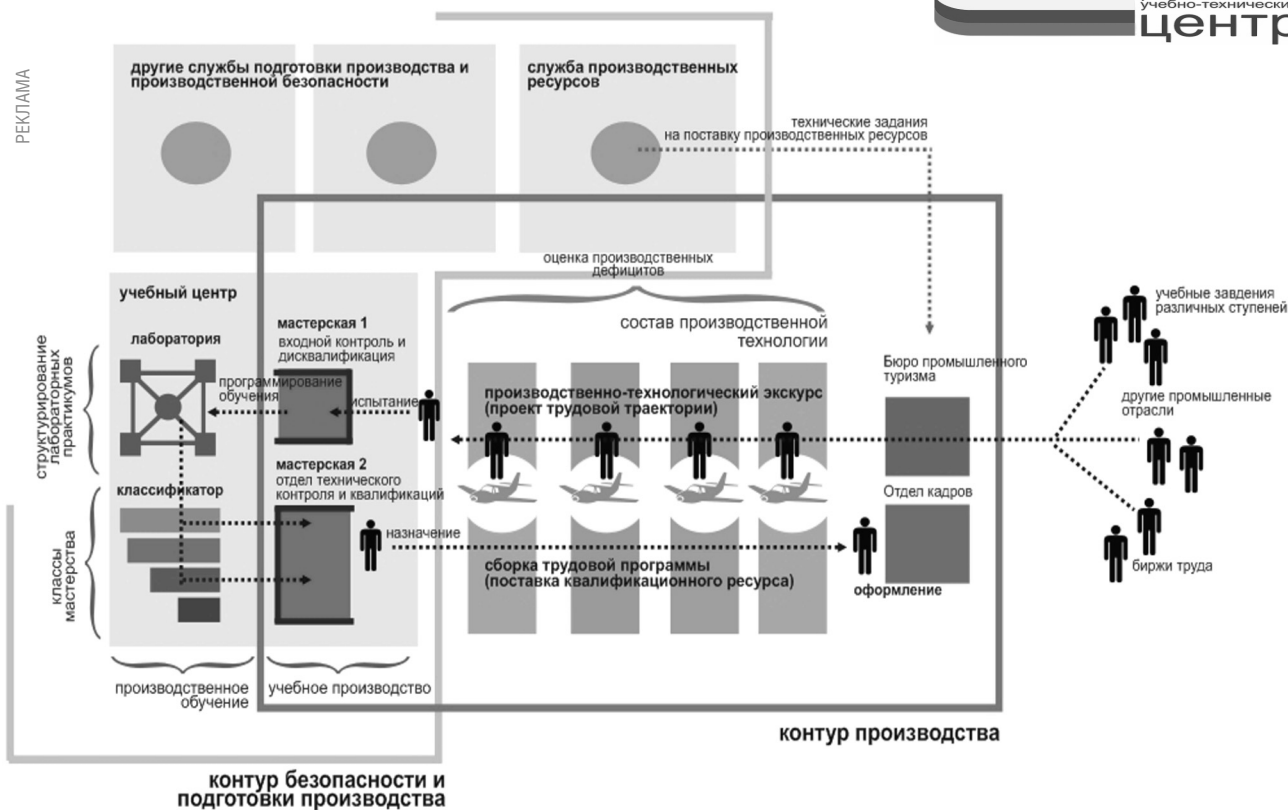 учебно-технический
центр
РЕКЛАМА
другие службы подготовки производства и
производственной безопасности
служба производственных
ресурсов
технические задания
на поставку производственных ресурсов
оценка производственных
дефицитов
учебный центр
лаборатория
мастерская 1
входной контроль и
дисквалификация
программирование
обучения
испытание
состав производственной
технологии
производственно-технологический экскурс
(проект трудовой траектории)
Бюро промышленного
туризма
учебные завдения
различных ступеней
другие промышленные
отрасли
биржи труда
структурирование
лабораторных
практикумов
классификатор
классы
мастерства
мастерская 2
отдел технического
контроля и квалификаций
назначение
сборка трудовой программы
(поставка квалификационного ресурса)
Отдел кадров
оформление
производственное
обучение
учебное производство
контур производства
контур безопасности и
подготовки производства